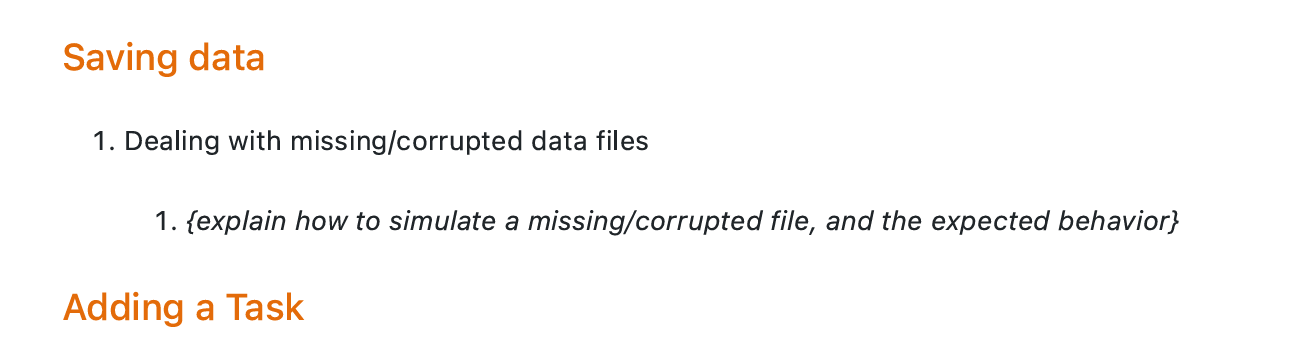 Saving data
1. Dealing with missing/corrupted data files
1. {explain how to simulate a missing/corrupted file, and the expected behavior}
Adding a Task